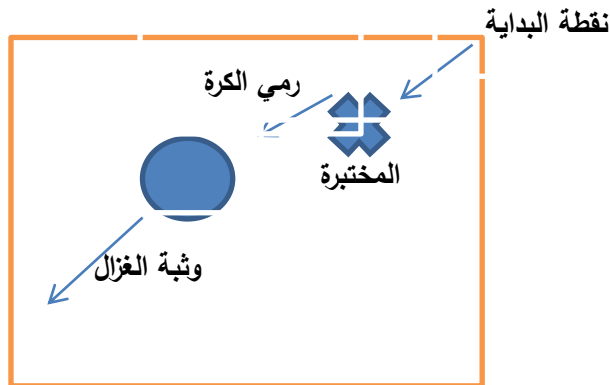 نقطة البداية
رمي الكرة
المختبرة
وثبة الغزال